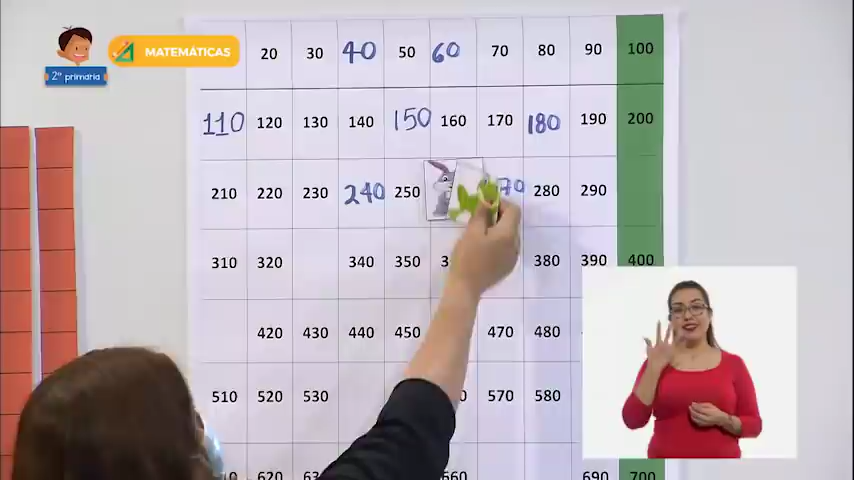 MATEMÁTICAS
2º primaria
20 30 40 50 60 70 80 90 100
110 120 130 140 150 160 170 180 190 200
210 220 230 240 250 70 280 290
310 320 340 350 380 390 400
420 430 440 450 470 480
510 520 530 570 580
620 660 690 700